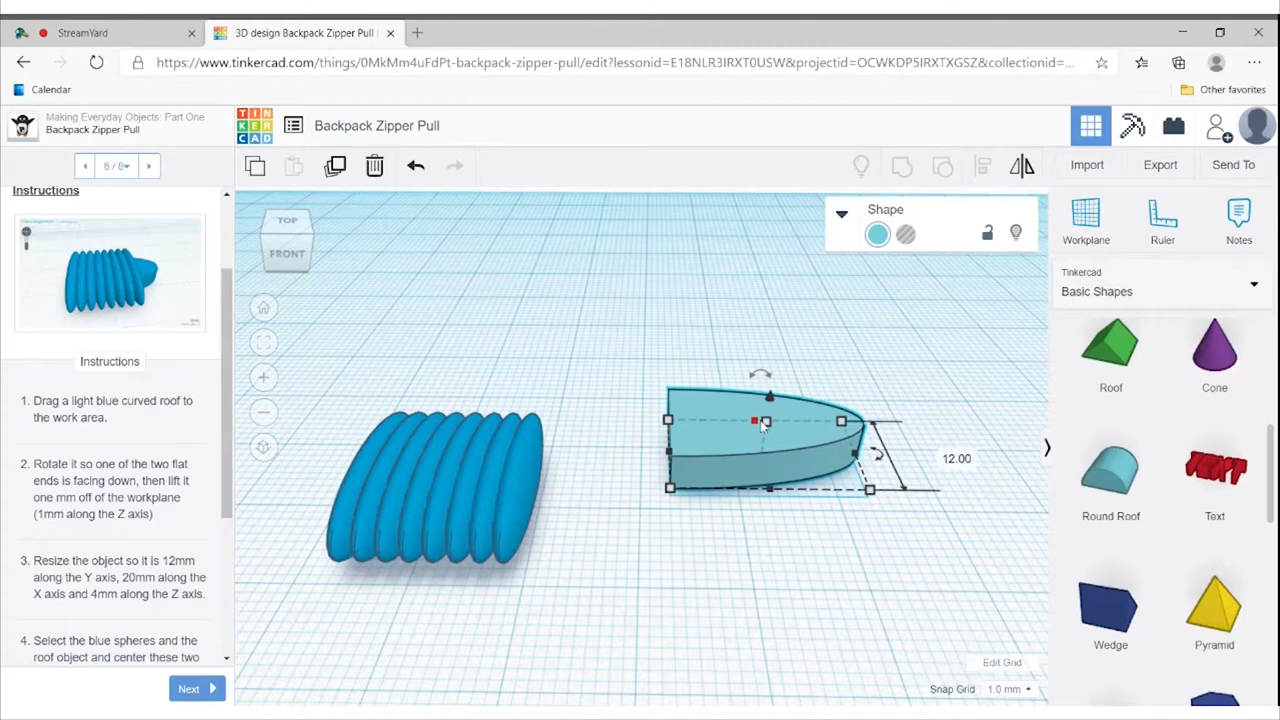 StreamYard
3D design Backpack Zipper Pull
https://www.tinkercad.com/things/0MkMm4uFdPt-backpack-zipper-pull/edit?lessonid=E18NLR3IRXT0USW&projectid=OCWKDP5IRXTXGSZ&collectionid=...
Calendar
Other favorites
Making Everyday Objects: Part One
Backpack Zipper Pull
TIN
KER
CAD
Backpack Zipper Pull
6 / 8
Import
Export
Send To
Instructions
Instructions
1. Drag a light blue curved roof to
the work area.
2. Rotate it so one of the two flat
ends is facing down, then lift it
one mm off of the workplane
(1mm along the Z axis)
3. Resize the object so it is 12mm
along the Y axis, 20mm along the
X axis and 4mm along the Z axis.
4. Select the blue spheres and the
roof object and center these two
Next
TOP
FRONT
Shape
12.00
Edit Grid
Snap Grid 1.0 mm
Workplane
Ruler
Notes
Tinkercad
Basic Shapes
Roof
Cone
Round Roof
Text
Wedge
Pyramid